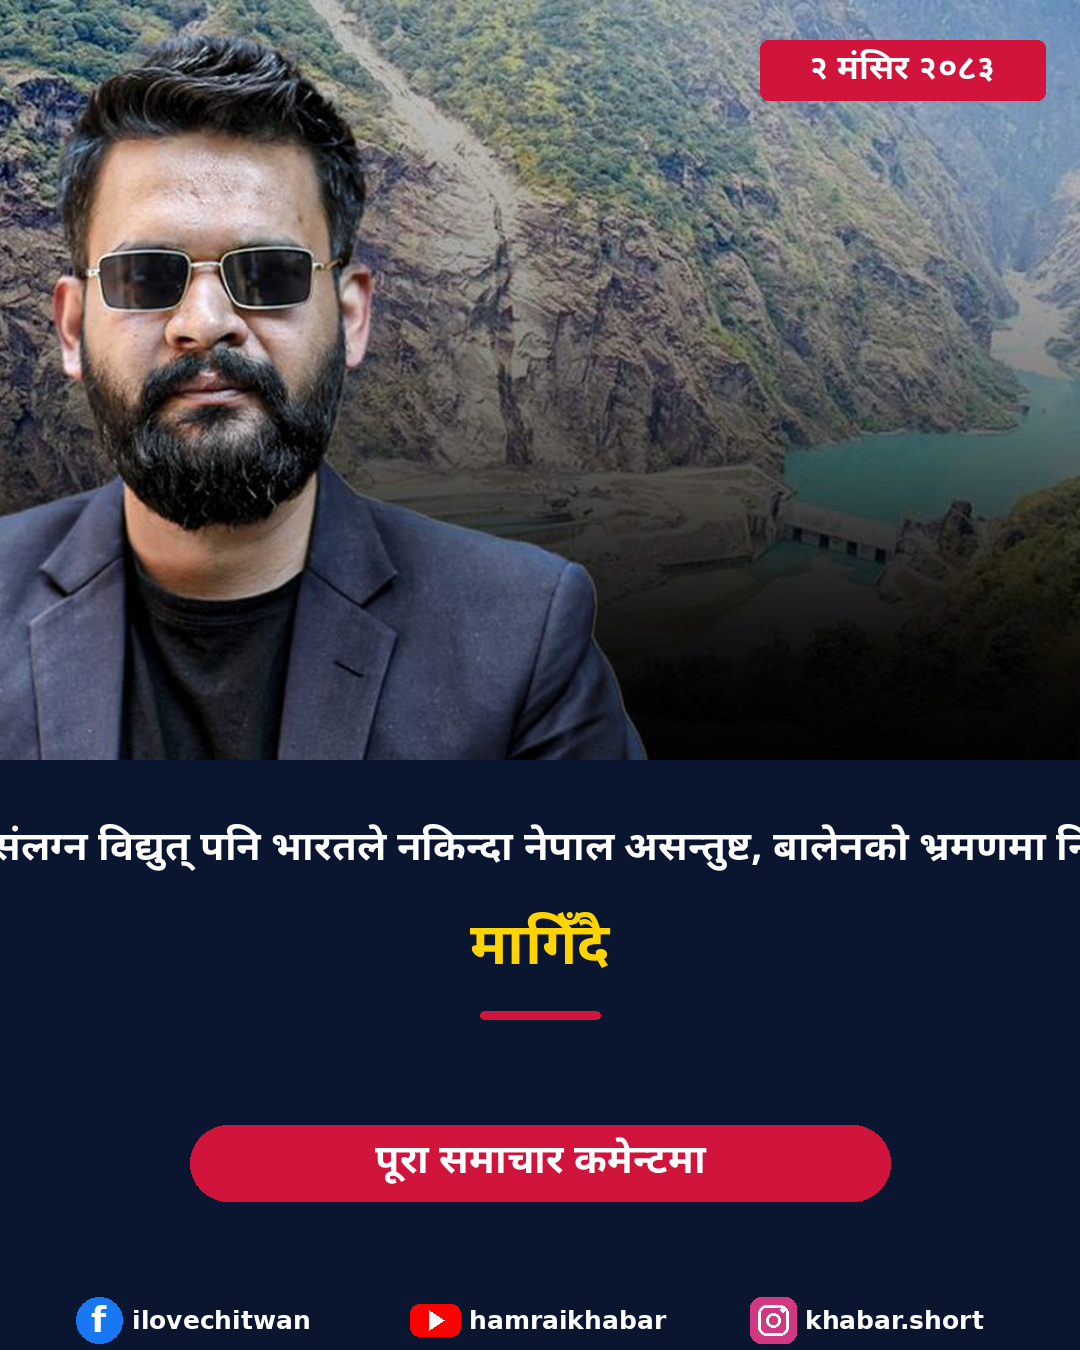 २ मंसिर २०८३
संलग्न विद्युत् पनि भारतले नकिन्दा नेपाल असन्तुष्ट, बालेनको भ्रमणमा
मागिँदै
पूरा समाचार कमेन्टमा
ilovechitwan hamraikhabar khabar.short